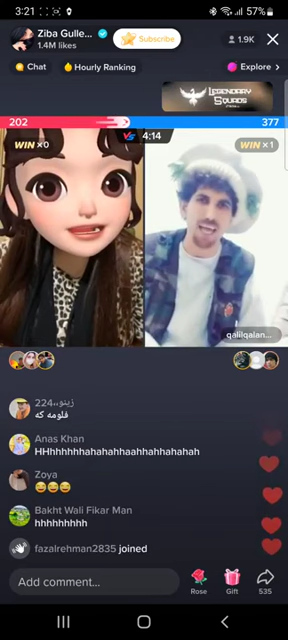 3:21
57%
Ziba Gulle...
1.4M likes
Subscribe
1.9K
Chat
Hourly Ranking
Explore >
LEGENDARY
SQUADS
202
377
WIN ×0
VS 4:14
WIN ×1
qalilqalan...
زینو،،224
فلومه که
Anas Khan
HHhhhhhhahahahhaahhahhahahah
Zoya
😂😂😂
Bakht Wali Fikar Man
hhhhhhhhh
fazalrehman2835 joined
Add comment...
Rose
Gift
535